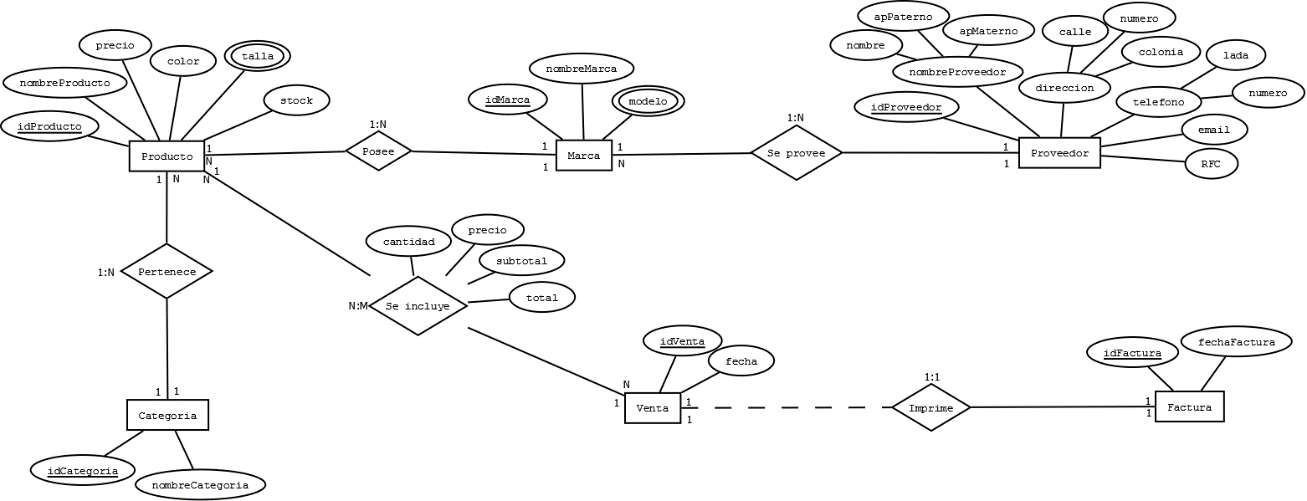 apPaterno
numero
precio
apMaterno
calle
nombre
colonia
lada
color
talla
nombreMarca
nombreProveedor
nombreProducto
direccion
numero
stock
idMarca
modelo
idProveedor
telefono
idProducto
1:N
1:N
email
Producto
1
N
Posee
1
1
Marca
1
N
Se provee
1
1
Proveedor
RFC
1
N
N
1
cantidad
precio
subtotal
1:N
Pertenece
total
N:M
Se incluye
idVenta
fecha
idFactura
fechaFactura
1
1
N
1
1:1
Categoria
Venta
1
1
Imprime
1
1
Factura
idCategoria
nombreCategoria